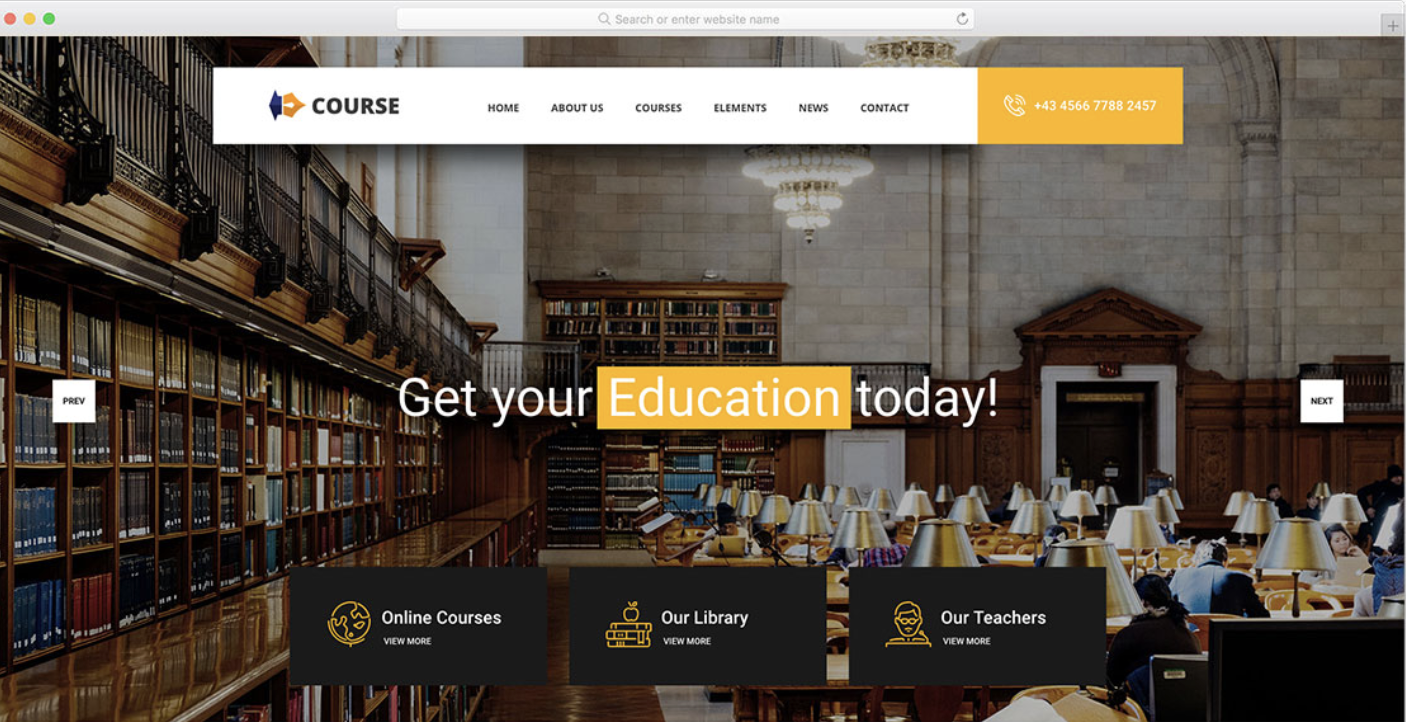 Search or enter website name
COURSE
HOME ABOUT US COURSES ELEMENTS NEWS CONTACT
+43 4566 7788 2457
Get your Education today!
PREV
NEXT
Online Courses
VIEW MORE
Our Library
VIEW MORE
Our Teachers
VIEW MORE